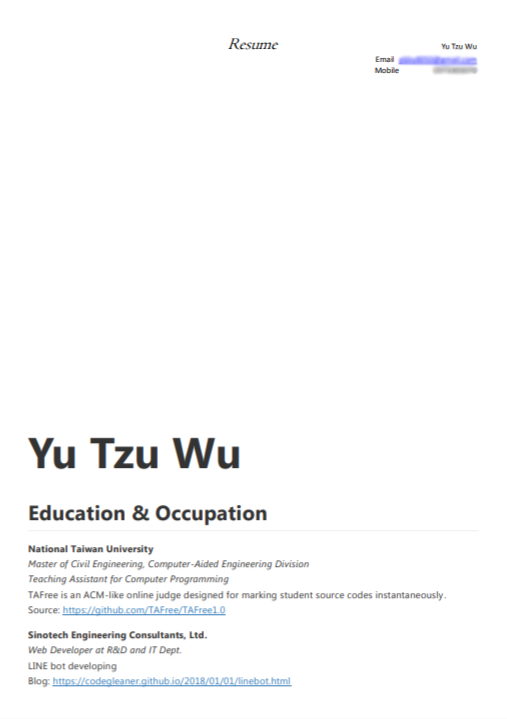 Resume
Yu Tzu Wu
Email
Mobile
Yu Tzu Wu
Education & Occupation
National Taiwan University
Master of Civil Engineering, Computer-Aided Engineering Division
Teaching Assistant for Computer Programming
TAFree is an ACM-like online judge designed for marking student source codes instantaneously.
Source: https://github.com/TAFree/TAFree1.0
Sinotech Engineering Consultants, Ltd.
Web Developer at R&D and IT Dept.
LINE bot developing
Blog: https://codegleaner.github.io/2018/01/01/linebot.html